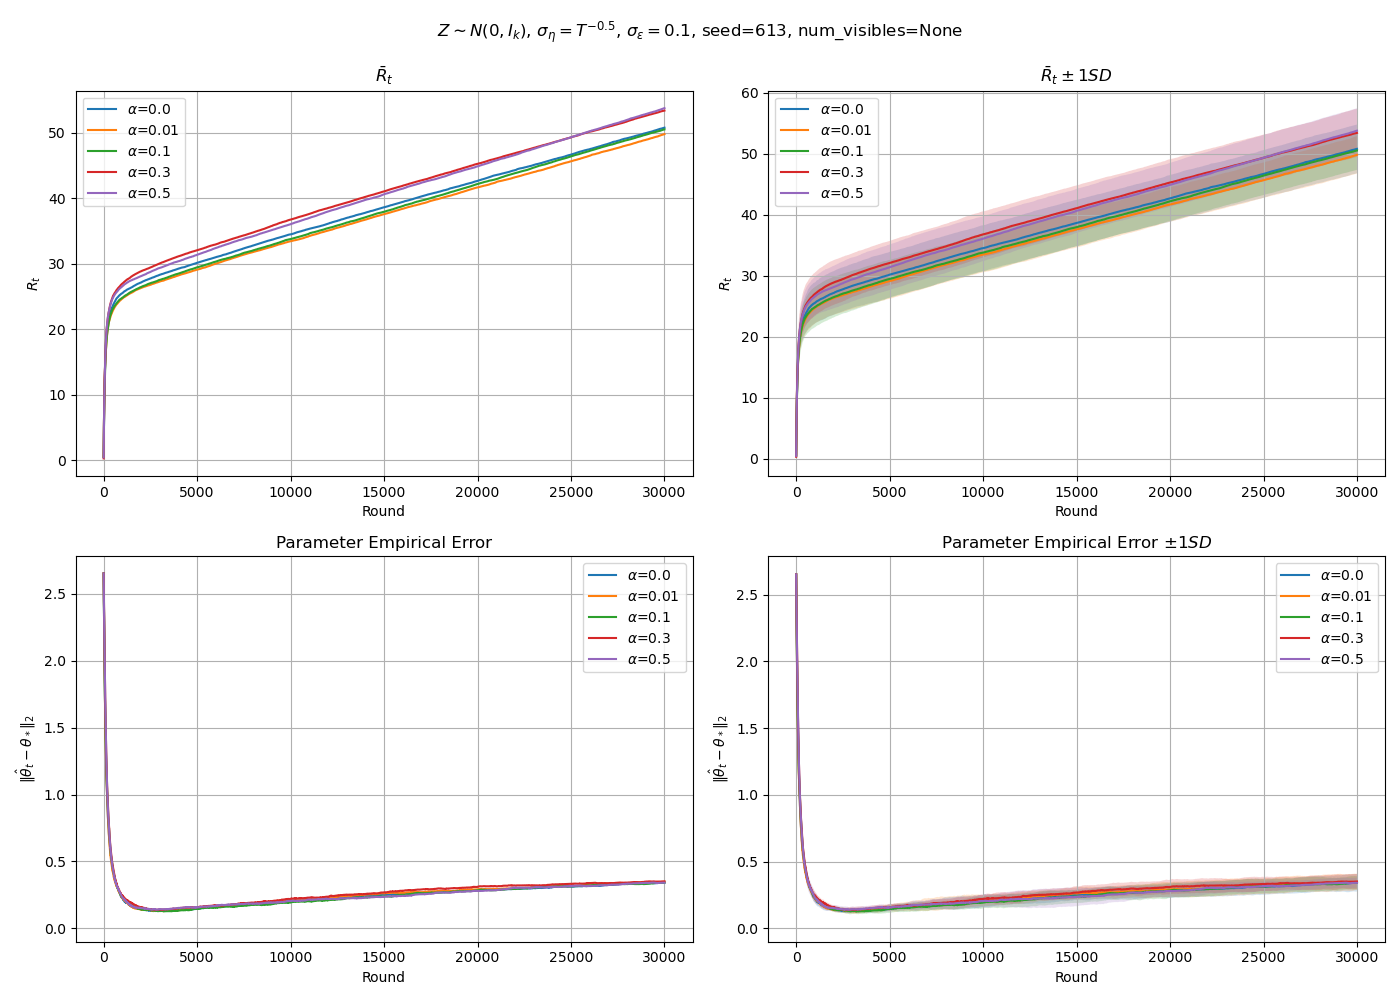 Z ~ N(0, I_k), σ_η = T^{-0.5}, σ_ε = 0.1, seed=613, num_visibles=None
R̄_t
α=0.0
α=0.01
α=0.1
α=0.3
α=0.5
R_t
50
40
30
20
10
0
0 5000 10000 15000 20000 25000 30000
Round
R̄_t ± 1SD
α=0.0
α=0.01
α=0.1
α=0.3
α=0.5
R_t
60
50
40
30
20
10
0
0 5000 10000 15000 20000 25000 30000
Round
Parameter Empirical Error
α=0.0
α=0.01
α=0.1
α=0.3
α=0.5
‖θ̂_t − θ_*‖_2
2.5
2.0
1.5
1.0
0.5
0.0
0 5000 10000 15000 20000 25000 30000
Round
Parameter Empirical Error ±1SD
α=0.0
α=0.01
α=0.1
α=0.3
α=0.5
‖θ̂_t − θ_*‖_2
2.5
2.0
1.5
1.0
0.5
0.0
0 5000 10000 15000 20000 25000 30000
Round